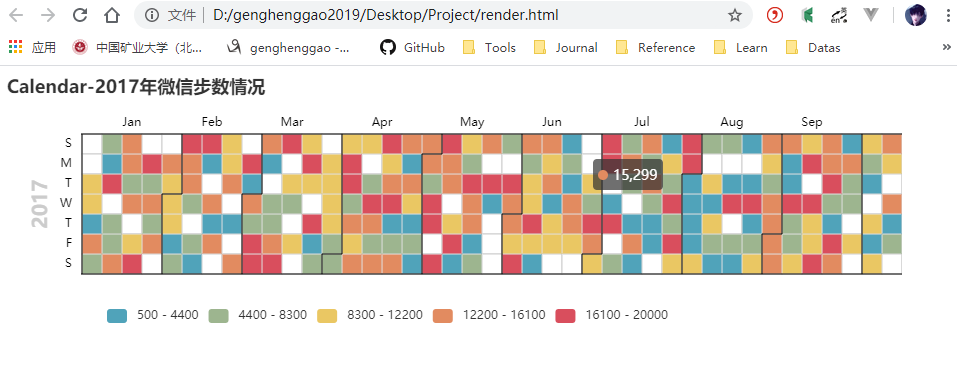 文件 D:/genghenggao2019/Desktop/Project/render.html
应用 中国矿业大学（北... genghenggao -... GitHub Tools Journal Reference Learn Datas »
Calendar-2017年微信步数情况
Jan Feb Mar Apr May Jun Jul Aug Sep
2017
S
M
T
W
T
F
S
15,299
500 - 4400 4400 - 8300 8300 - 12200 12200 - 16100 16100 - 20000